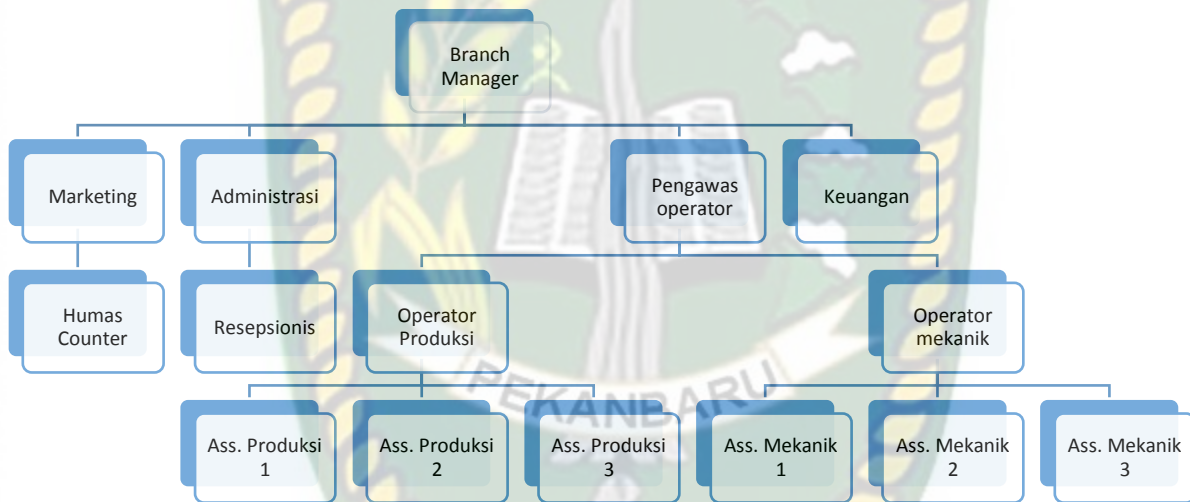 Branch
Manager
Marketing
Administrasi
Pengawas
operator
Keuangan
Humas
Counter
Resepsionis
Operator
Produksi
Operator
mekanik
PEKANBARU
Ass. Produksi
1
Ass. Produksi
2
Ass. Produksi
3
Ass. Mekanik
1
Ass. Mekanik
2
Ass. Mekanik
3